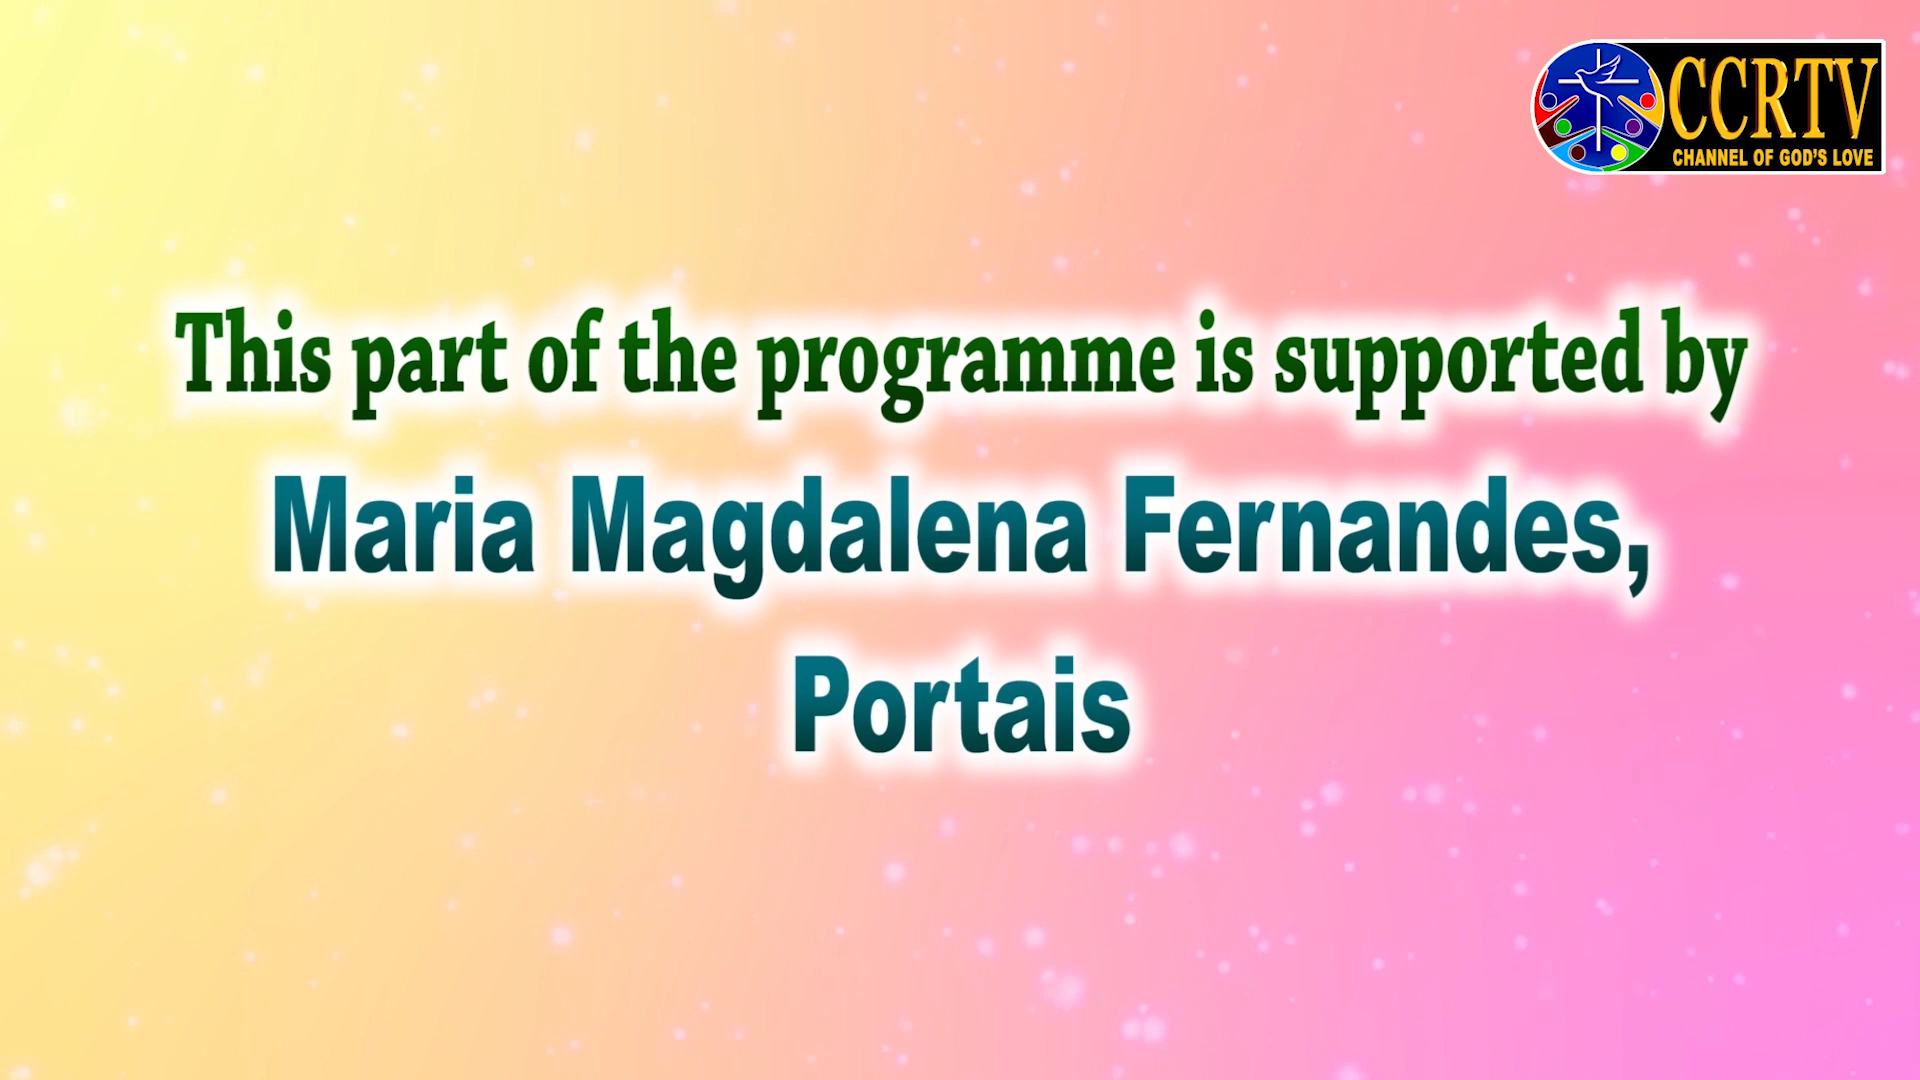 CCRTV
CHANNEL OF GOD'S LOVE
This part of the programme is supported by
Maria Magdalena Fernandes,
Portais